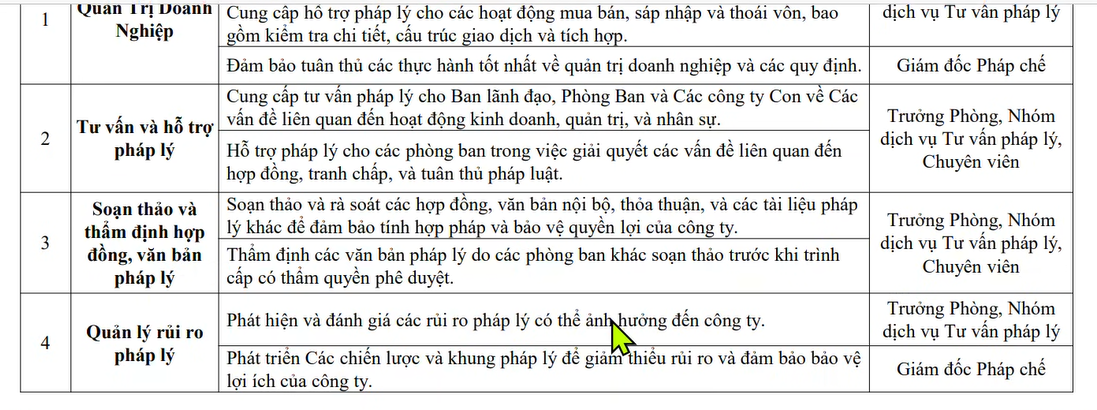 1
Quản Trị Doanh
Nghiệp
Cung cấp hỗ trợ pháp lý cho các hoạt động mua bán, sáp nhập và thoái vốn, bao
gồm kiểm tra chi tiết, cấu trúc giao dịch và tích hợp.
dịch vụ Tư vấn pháp lý
Đảm bảo tuân thủ các thực hành tốt nhất về quản trị doanh nghiệp và các quy định.
Giám đốc Pháp chế
2
Tư vấn và hỗ trợ
pháp lý
Cung cấp tư vấn pháp lý cho Ban lãnh đạo, Phòng Ban và Các công ty Con về Các
vấn đề liên quan đến hoạt động kinh doanh, quản trị, và nhân sự.
Hỗ trợ pháp lý cho các phòng ban trong việc giải quyết các vấn đề liên quan đến
hợp đồng, tranh chấp, và tuân thủ pháp luật.
Trưởng Phòng, Nhóm
dịch vụ Tư vấn pháp lý,
Chuyên viên
3
Soạn thảo và
thẩm định hợp
đồng, văn bản
pháp lý
Soạn thảo và rà soát các hợp đồng, văn bản nội bộ, thỏa thuận, và các tài liệu pháp
lý khác để đảm bảo tính hợp pháp và bảo vệ quyền lợi của công ty.
Thẩm định các văn bản pháp lý do các phòng ban khác soạn thảo trước khi trình
cấp có thẩm quyền phê duyệt.
Trưởng Phòng, Nhóm
dịch vụ Tư vấn pháp lý,
Chuyên viên
4
Quản lý rủi ro
pháp lý
Phát hiện và đánh giá các rủi ro pháp lý có thể ảnh hưởng đến công ty.
Trưởng Phòng, Nhóm
dịch vụ Tư vấn pháp lý
Phát triển Các chiến lược và khung pháp lý để giảm thiểu rủi ro và đảm bảo bảo vệ
lợi ích của công ty.
Giám đốc Pháp chế